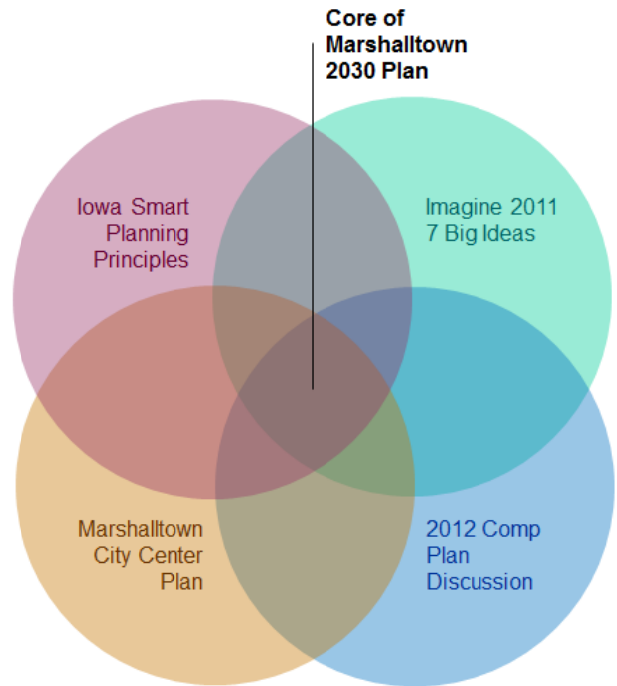 Core of
Marshalltown
2030 Plan
Iowa Smart
Planning
Principles
Imagine 2011
7 Big Ideas
Marshalltown
City Center
Plan
2012 Comp
Plan
Discussion